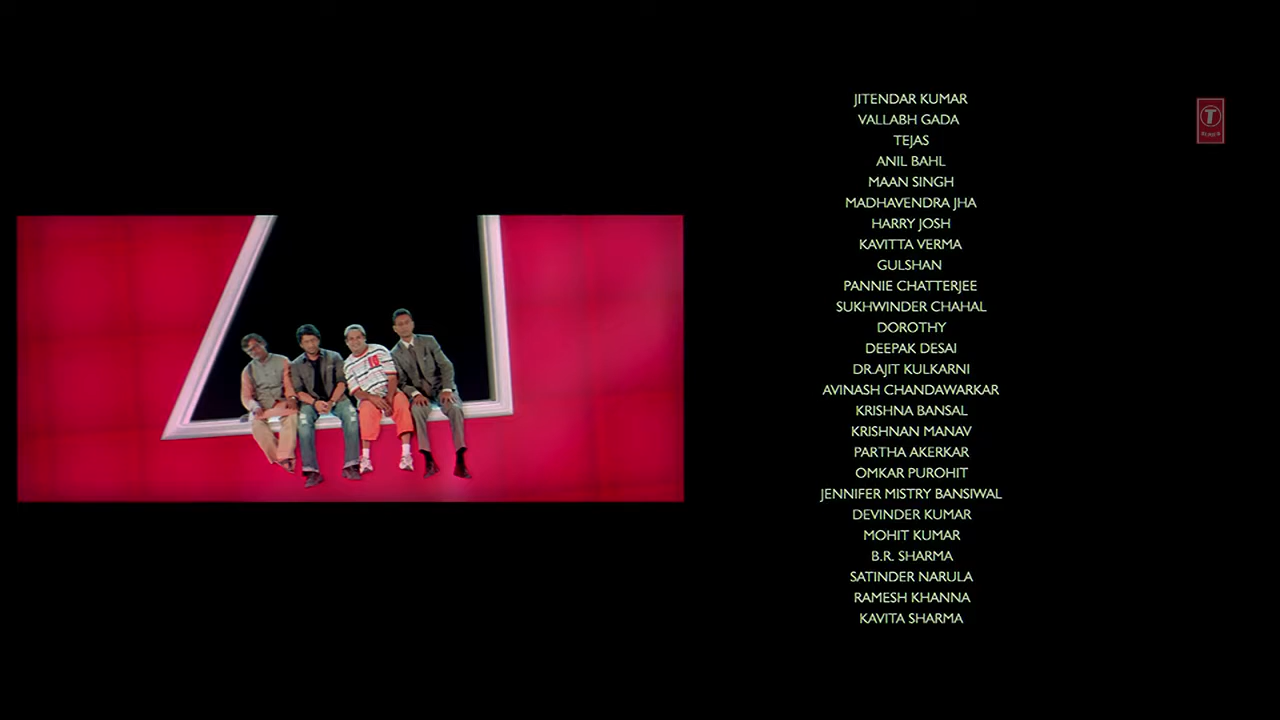 JITENDAR KUMAR
VALLABH GADA
TEJAS
ANIL BAHL
MAAN SINGH
MADHAVENDRA JHA
HARRY JOSH
KAVITTA VERMA
GULSHAN
PANNIE CHATTERJEE
SUKHWINDER CHAHAL
DOROTHY
DEEPAK DESAI
DR.AJIT KULKARNI
AVINASH CHANDAWARKAR
KRISHNA BANSAL
KRISHNAN MANAV
PARTHA AKERKAR
OMKAR PUROHIT
JENNIFER MISTRY BANSIWAL
DEVINDER KUMAR
MOHIT KUMAR
B.R. SHARMA
SATINDER NARULA
RAMESH KHANNA
KAVITA SHARMA
T
SERIES